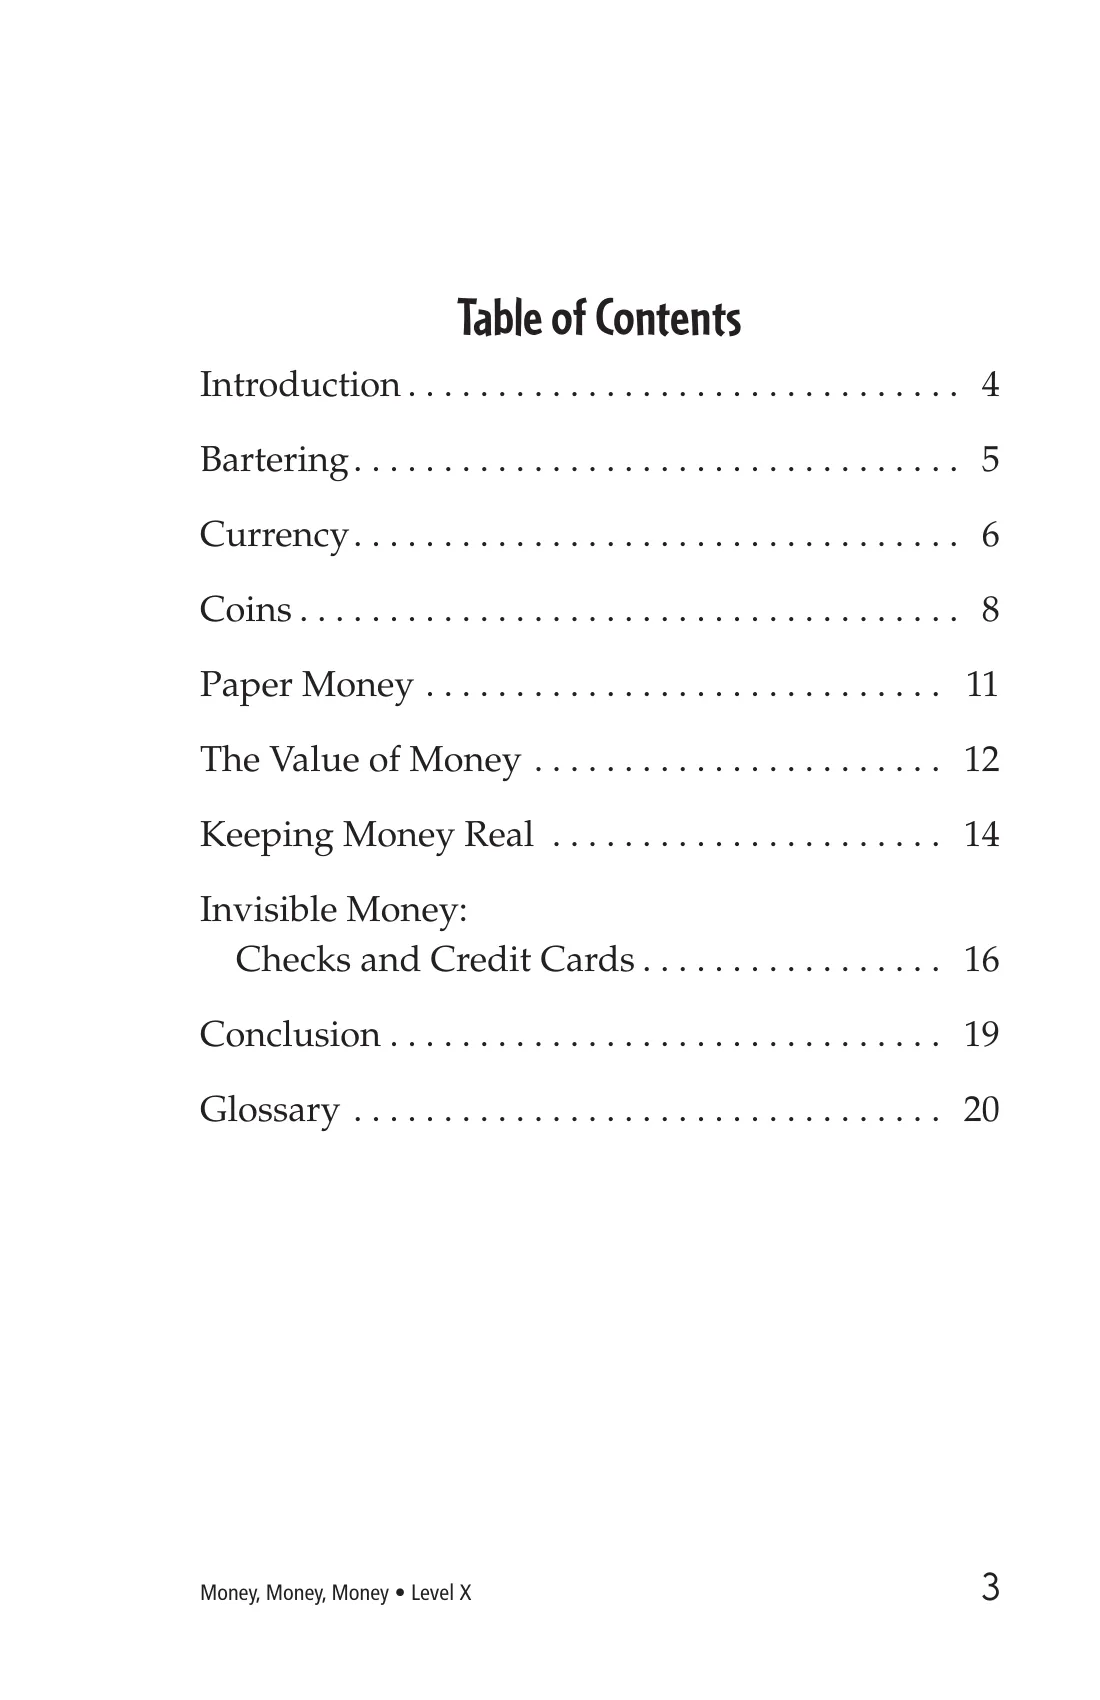 Table of Contents
Introduction . . . . . . . . . . . . . . . . . . . . . . . . . . . . . . . 4
Bartering . . . . . . . . . . . . . . . . . . . . . . . . . . . . . . . . . . 5
Currency . . . . . . . . . . . . . . . . . . . . . . . . . . . . . . . . . . 6
Coins . . . . . . . . . . . . . . . . . . . . . . . . . . . . . . . . . . . . . 8
Paper Money . . . . . . . . . . . . . . . . . . . . . . . . . . . . . 11
The Value of Money . . . . . . . . . . . . . . . . . . . . . . . 12
Keeping Money Real . . . . . . . . . . . . . . . . . . . . . . 14
Invisible Money:
Checks and Credit Cards . . . . . . . . . . . . . . . . . 16
Conclusion . . . . . . . . . . . . . . . . . . . . . . . . . . . . . . . 19
Glossary . . . . . . . . . . . . . . . . . . . . . . . . . . . . . . . . . 20
Money, Money, Money • Level X 3